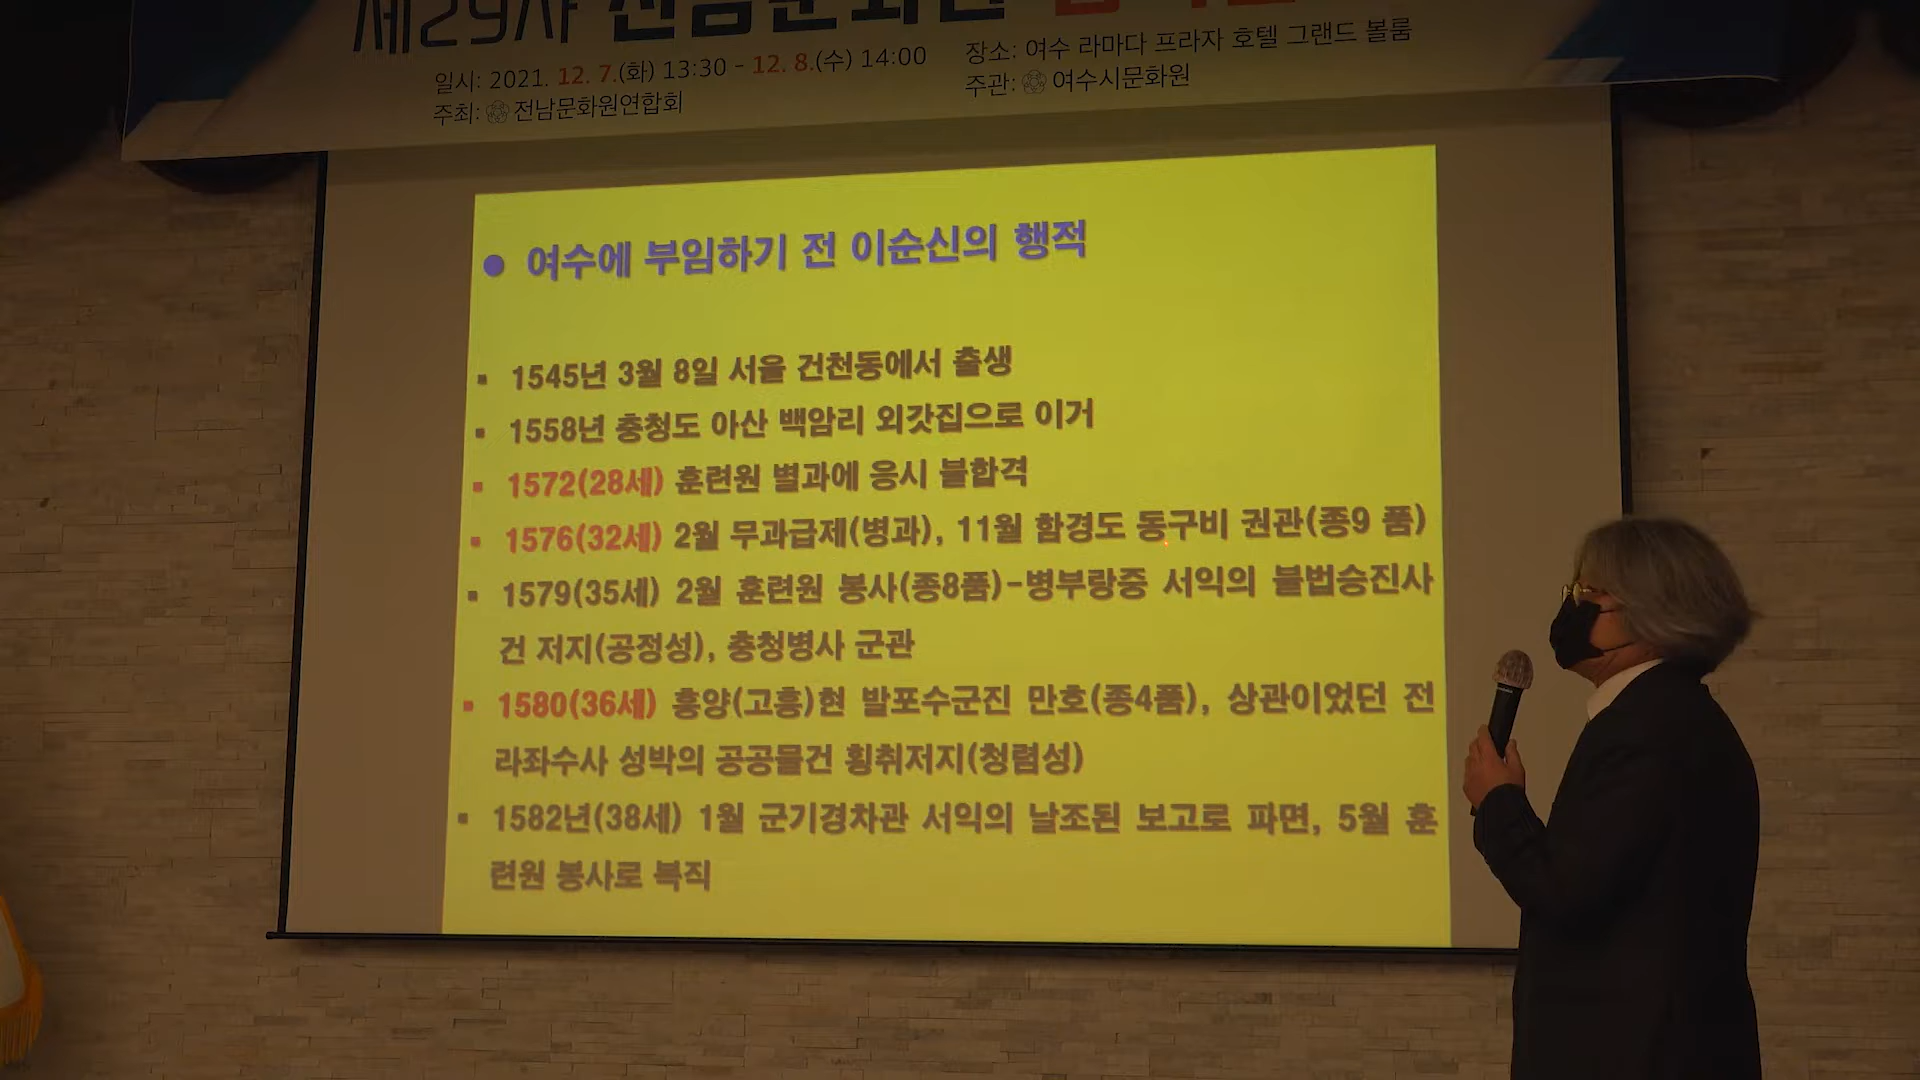 제29차 전남문화원
일시: 2021. 12. 7.(화) 13:30 - 12. 8.(수) 14:00
장소: 여수 라마다 프라자 호텔 그랜드 볼룸
주최: 전남문화원연합회
주관: 여수시문화원
● 여수에 부임하기 전 이순신의 행적
▪ 1545년 3월 8일 서울 건천동에서 출생
▪ 1558년 충청도 아산 백암리 외갓집으로 이거
▪ 1572(28세) 훈련원 별과에 응시 불합격
▪ 1576(32세) 2월 무과급제(병과), 11월 함경도 동구비 권관(종9 품)
▪ 1579(35세) 2월 훈련원 봉사(종8품)-병부랑중 서익의 불법승진사
건 저지(공정성), 충청병사 군관
▪ 1580(36세) 흥양(고흥)현 발포수군진 만호(종4품), 상관이었던 전
라좌수사 성박의 공공물건 횡취저지(청렴성)
▪ 1582년(38세) 1월 군기경차관 서익의 날조된 보고로 파면, 5월 훈
련원 봉사로 복직